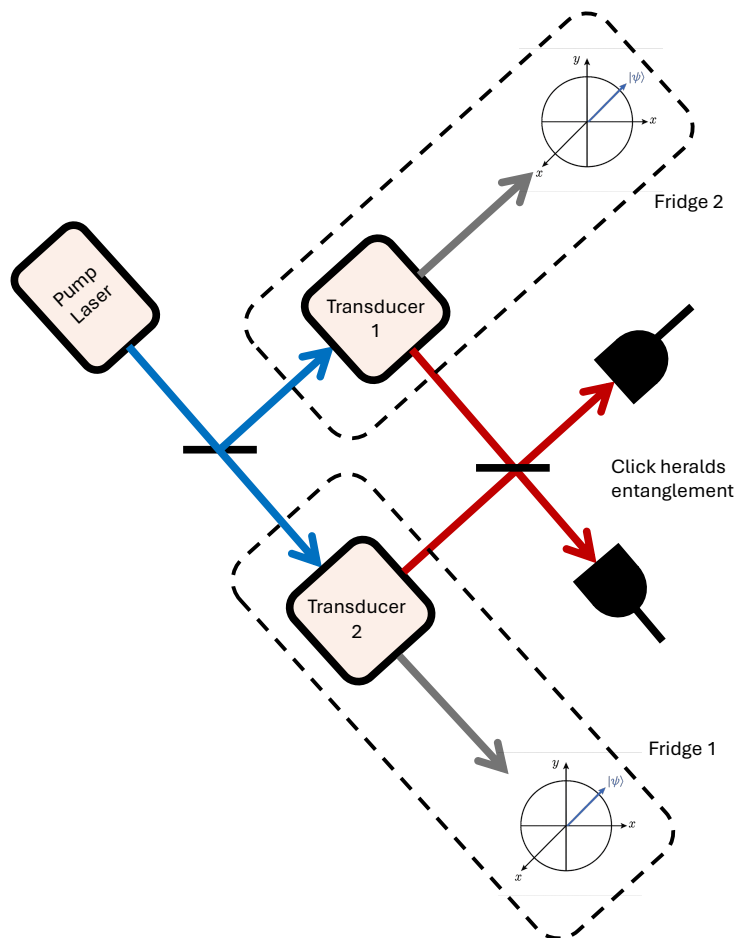 y
|ψ⟩
x
x
Fridge 2
Pump
Laser
Transducer
1
Click heralds
entanglement
Transducer
2
Fridge 1
y
|ψ⟩
x
x